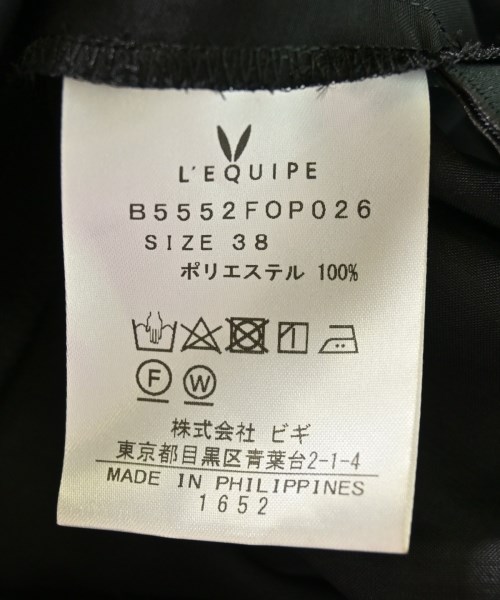 L'EQUIPE
B5552FOP026
SIZE 38
ポリエステル 100%
F W
株式会社 ビギ
東京都目黒区青葉台2-1-4
MADE IN PHILIPPINES
1652